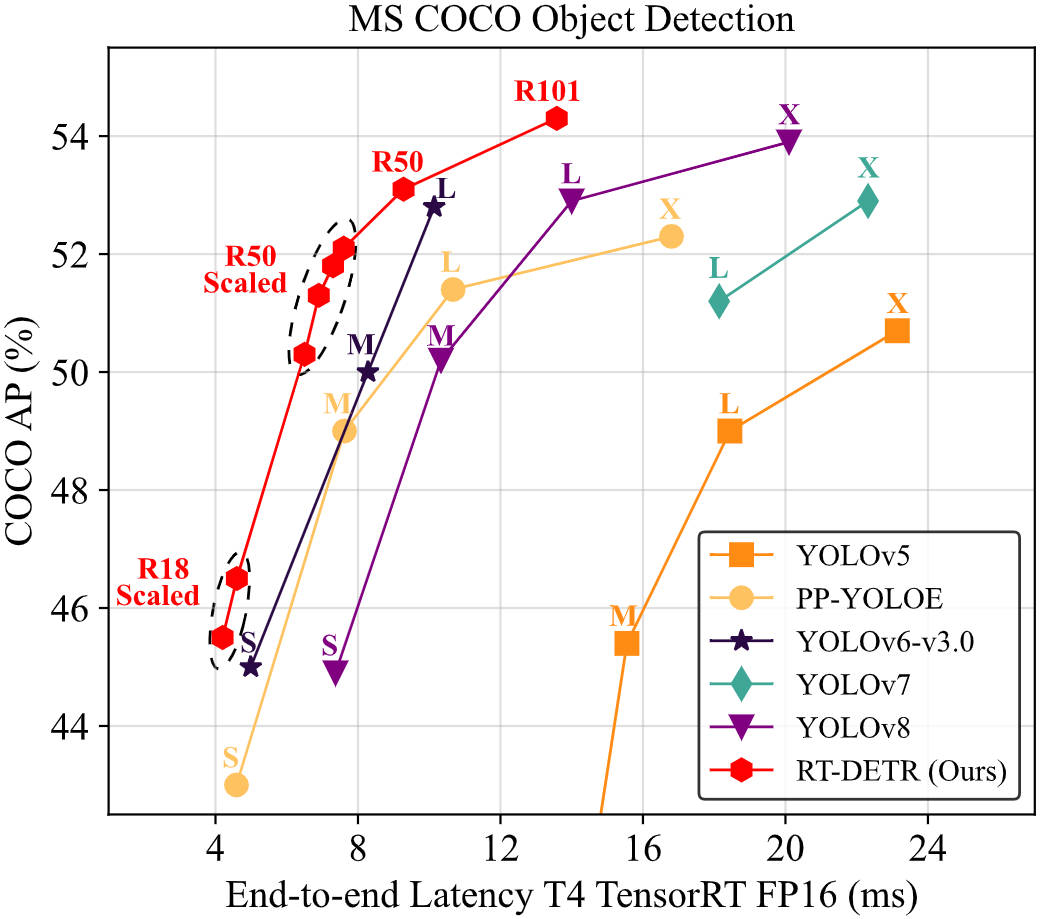 MS COCO Object Detection
COCO AP (%)
54
52
50
48
46
44
R101
R50
R50
Scaled
R18
Scaled
L
M
S
L
X
M
S
X
L
M
S
X
L
X
L
M
YOLOv5
PP-YOLOE
YOLOv6-v3.0
YOLOv7
YOLOv8
RT-DETR (Ours)
4
8
12
16
20
24
End-to-end Latency T4 TensorRT FP16 (ms)